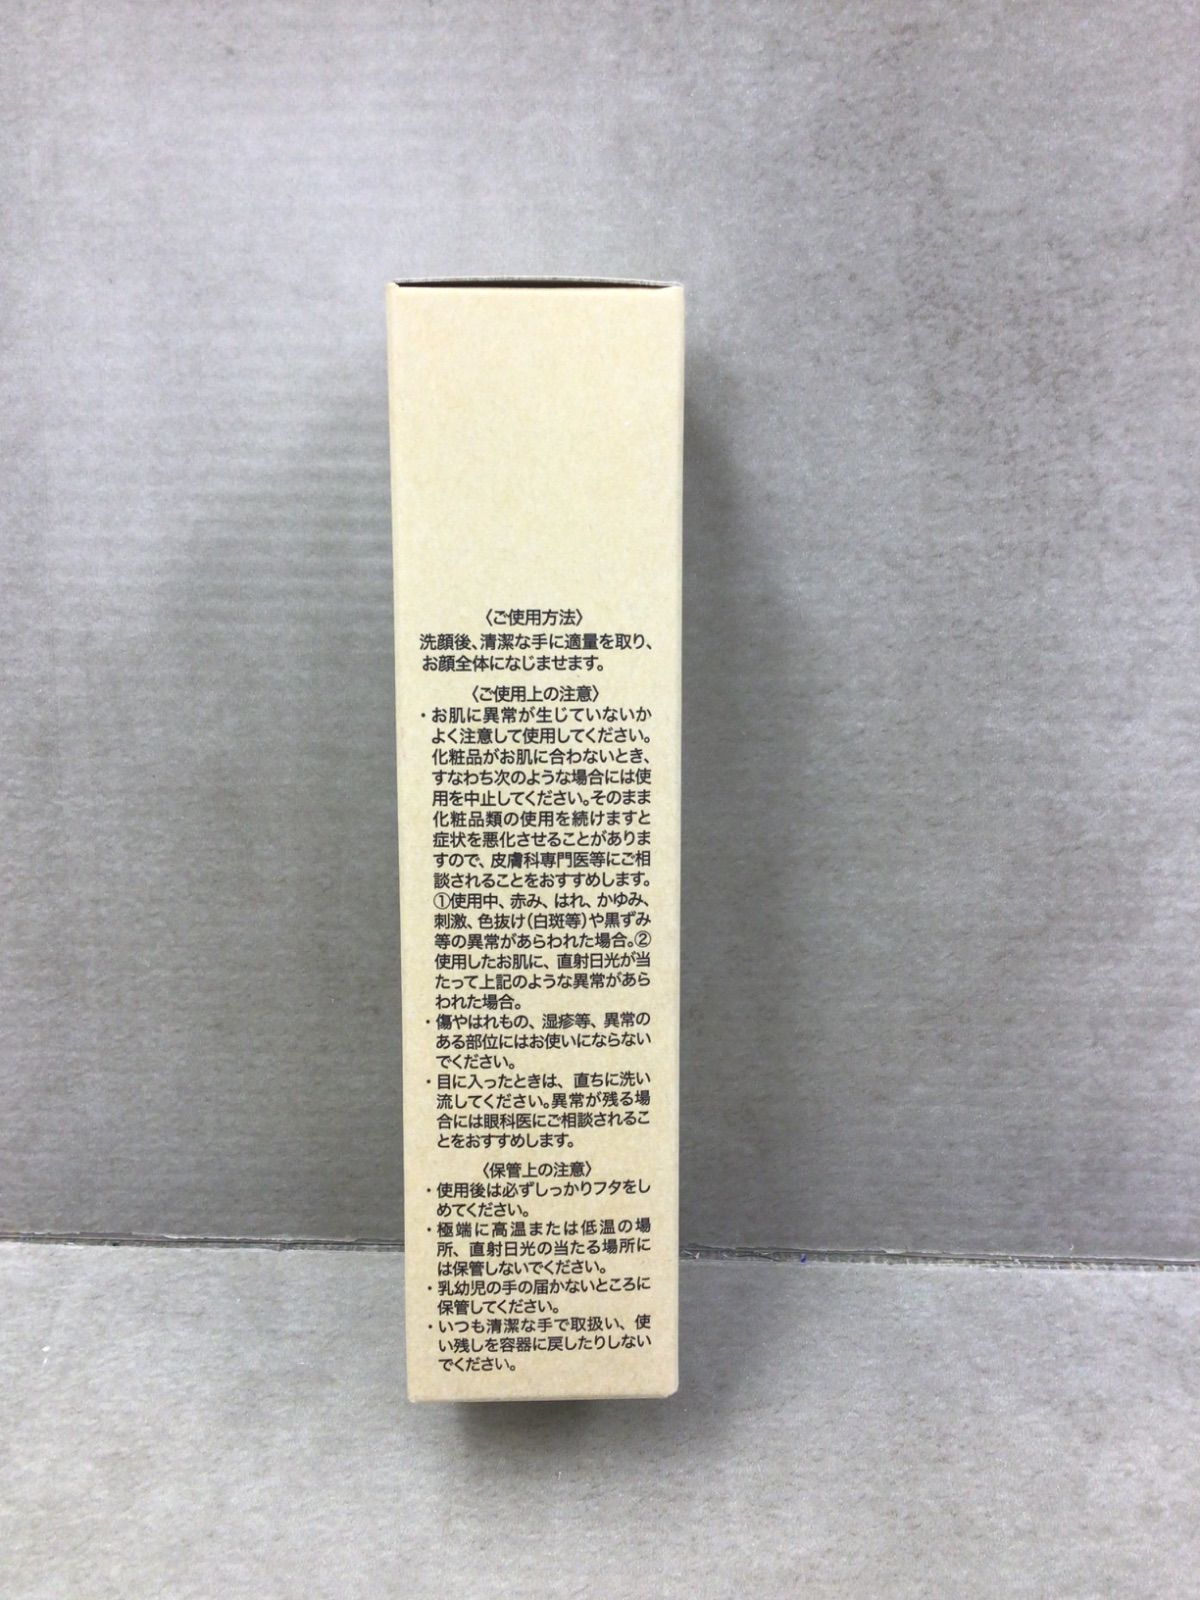 〈ご使用方法〉
洗顔後、清潔な手に適量を取り、
お顔全体になじませます。
〈ご使用上の注意〉
・お肌に異常が生じていないか
よく注意して使用してください。
化粧品がお肌に合わないとき、
すなわち次のような場合には使
用を中止してください。そのまま
化粧品類の使用を続けますと
症状を悪化させることがありま
すので、皮膚科専門医等にご相
談されることをおすすめします。
①使用中、赤み、はれ、かゆみ、
刺激、色抜け(白斑等)や黒ずみ
等の異常があらわれた場合。②
使用したお肌に、直射日光が当
たって上記のような異常があら
われた場合。
・傷やはれもの、湿疹等、異常の
ある部位にはお使いにならない
でください。
・目に入ったときは、直ちに洗い
流してください。異常が残る場
合には眼科医にご相談されるこ
とをおすすめします。
〈保管上の注意〉
・使用後は必ずしっかりフタをし
めてください。
・極端に高温または低温の場
所、直射日光の当たる場所に
は保管しないでください。
・乳幼児の手の届かないところに
保管してください。
・いつも清潔な手で取扱い、使
い残しを容器に戻したりしない
でください。